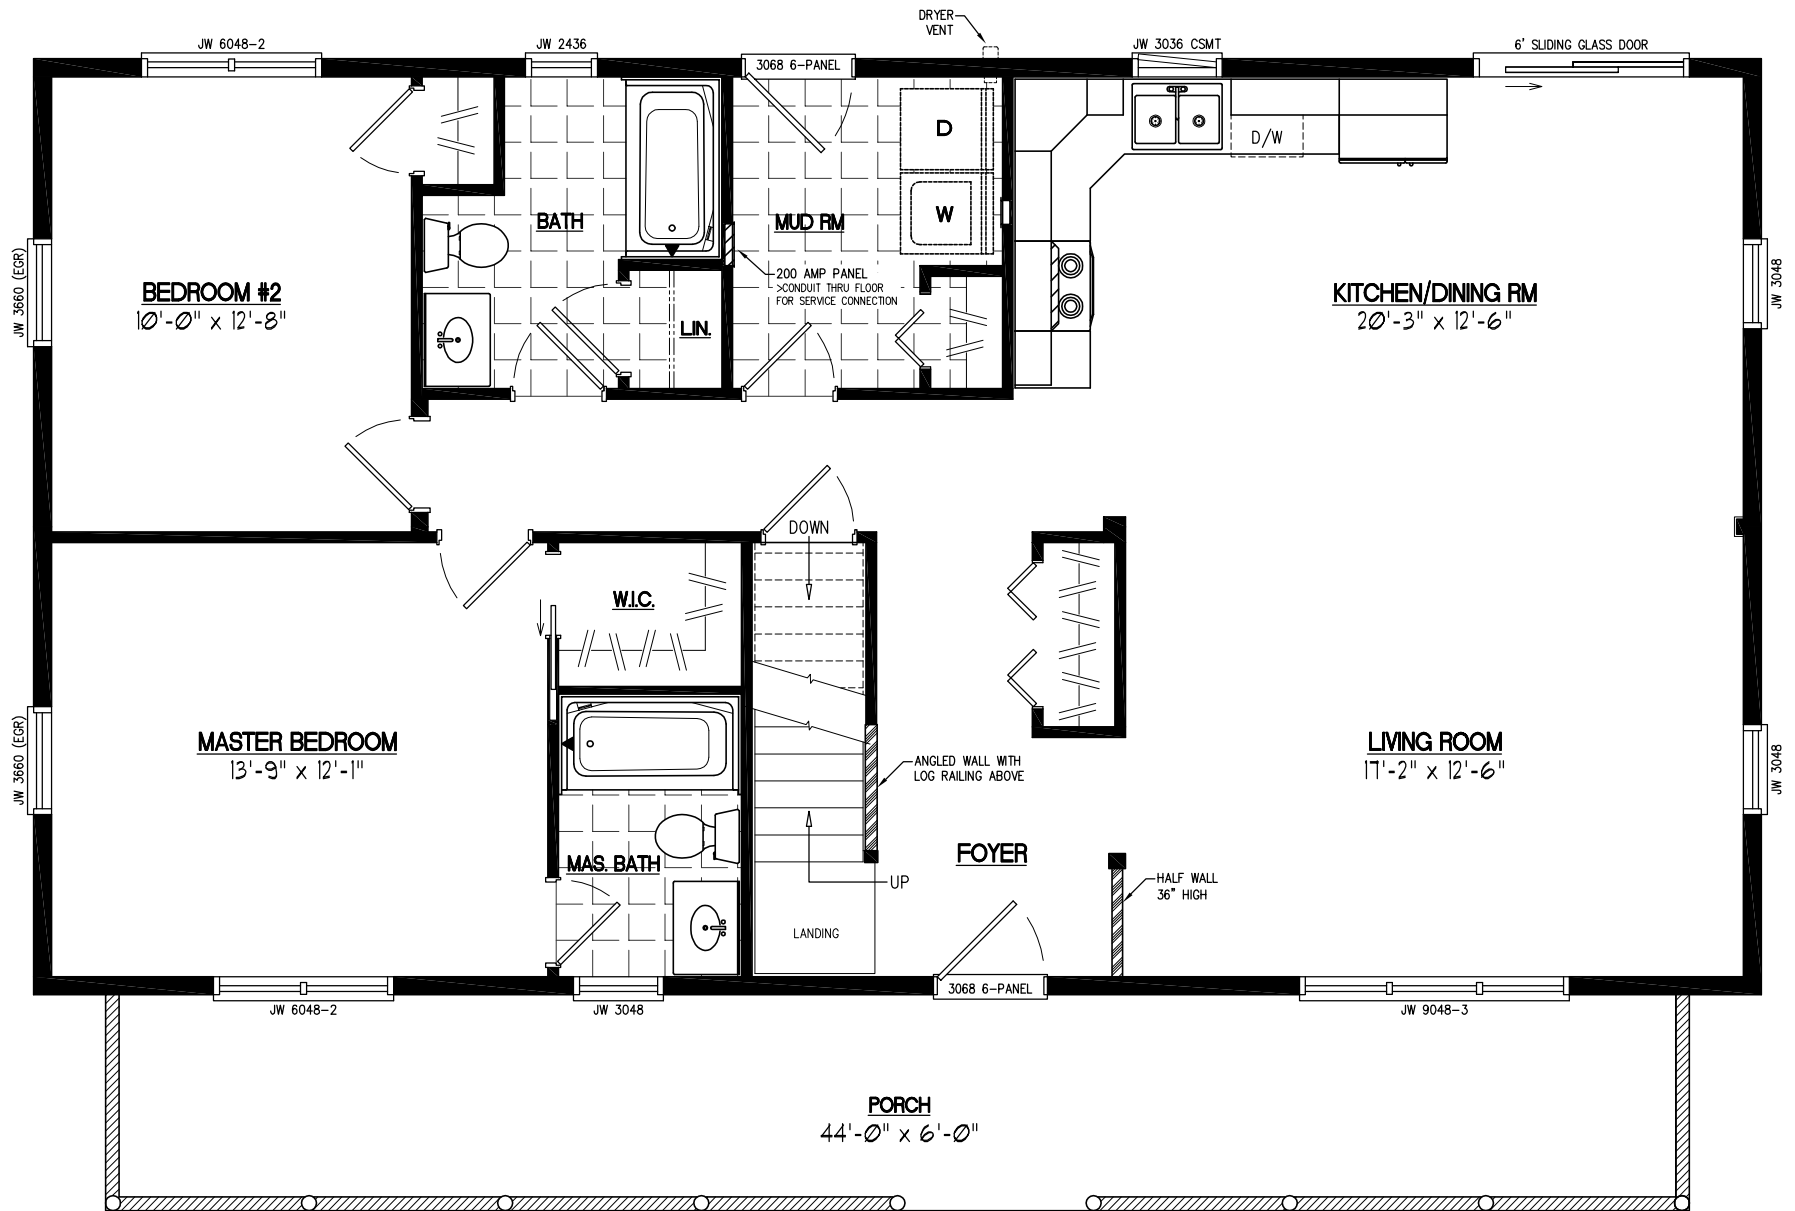 DRYER
VENT
JW 6048-2
JW 2436
3068 6-PANEL
JW 3036 CSMT
6' SLIDING GLASS DOOR
D
D/W
W
BATH
MUD RM
200 AMP PANEL
>CONDUIT THRU FLOOR
FOR SERVICE CONNECTION
JW 3660 (EGR)
BEDROOM #2
10'-0" x 12'-8"
LIN.
KITCHEN/DINING RM
20'-3" x 12'-6"
JW 3048
DOWN
W.I.C.
JW 3660 (EGR)
MASTER BEDROOM
13'-9" x 12'-1"
ANGLED WALL WITH
LOG RAILING ABOVE
LIVING ROOM
17'-2" x 12'-6"
JW 3048
MAS. BATH
FOYER
UP
HALF WALL
36" HIGH
LANDING
3068 6-PANEL
JW 6048-2
JW 3048
JW 9048-3
PORCH
44'-0" x 6'-0"